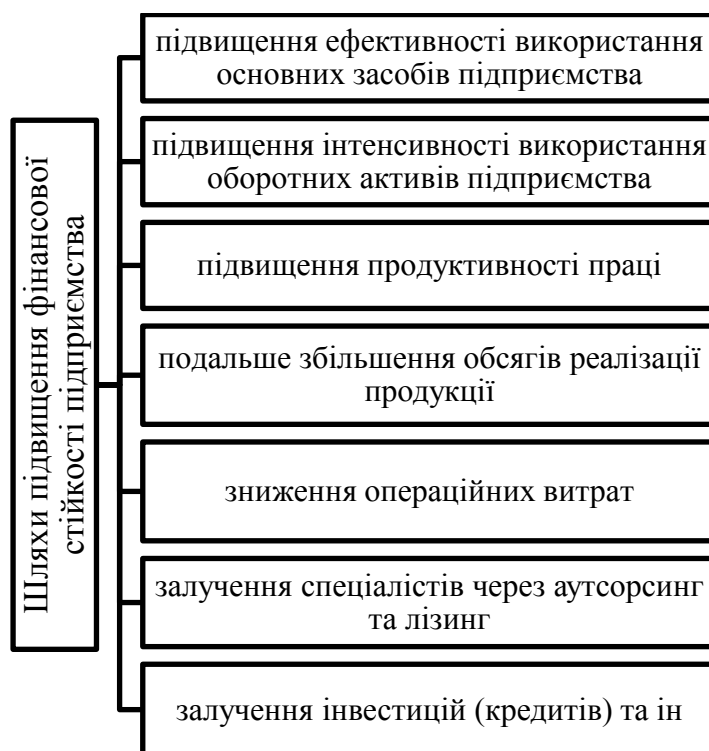 Шляхи підвищення фінансової
стійкості підприємства
підвищення ефективності використання
основних засобів підприємства
підвищення інтенсивності використання
оборотних активів підприємства
підвищення продуктивності праці
подальше збільшення обсягів реалізації
продукції
зниження операційних витрат
залучення спеціалістів через аутсорсинг
та лізинг
залучення інвестицій (кредитів) та ін